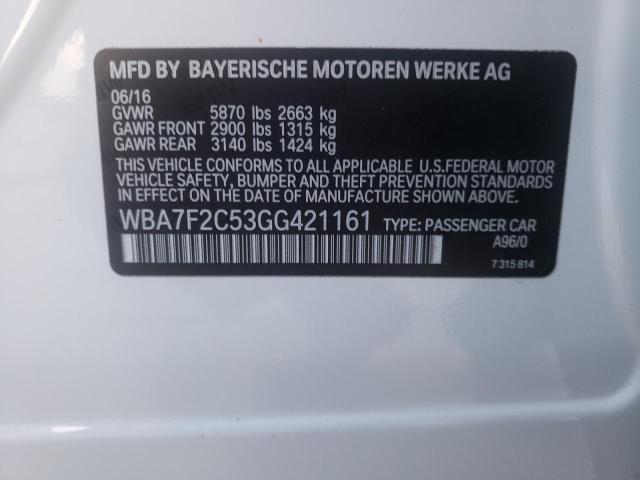 MFD BY BAYERISCHE MOTOREN WERKE AG
06/16
GVWR 5870 lbs 2663 kg
GAWR FRONT 2900 lbs 1315 kg
GAWR REAR 3140 lbs 1424 kg
THIS VEHICLE CONFORMS TO ALL APPLICABLE U.S.FEDERAL MOTOR
VEHICLE SAFETY, BUMPER AND THEFT PREVENTION STANDARDS
IN EFFECT ON THE DATE OF MANUFACTURE SHOWN ABOVE.
WBA7F2C53GG421161 TYPE: PASSENGER CAR
A96/0
7 315 814